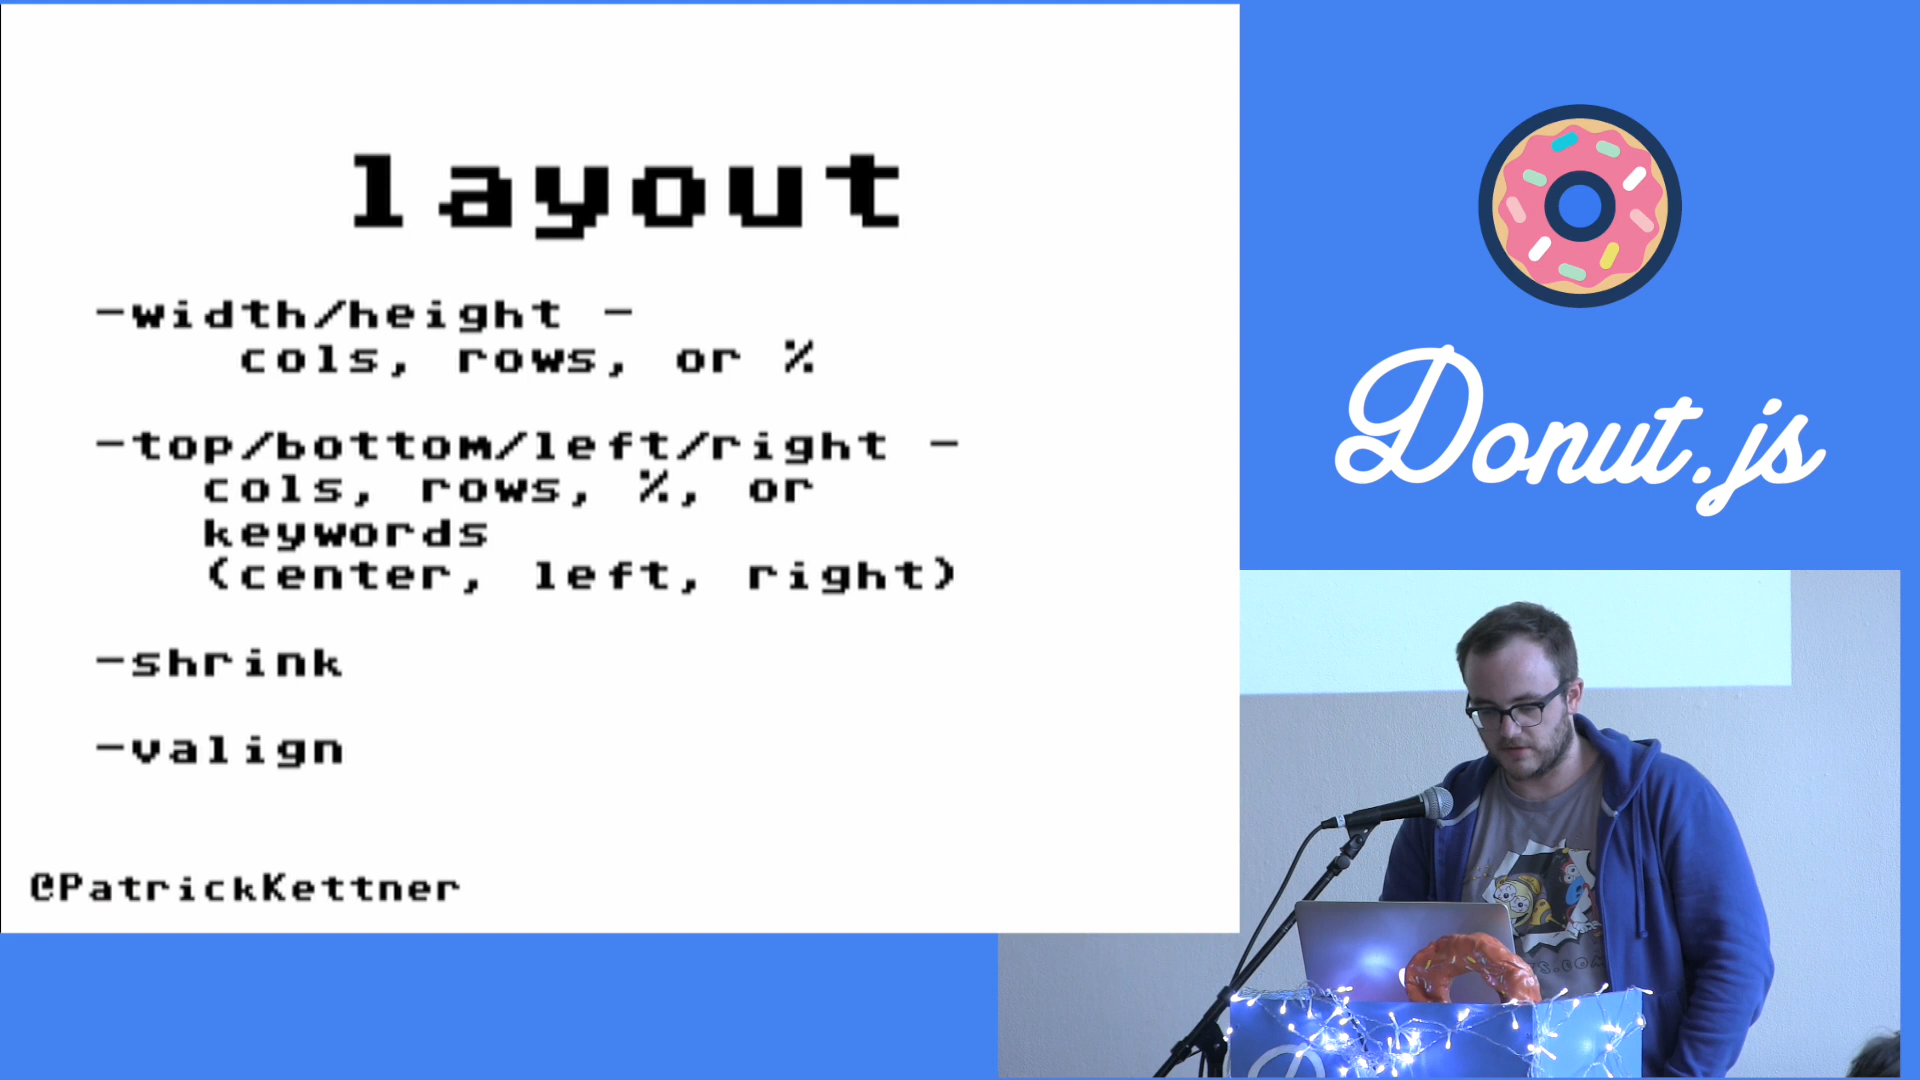 layout
-width/height -
cols, rows, or %
-top/bottom/left/right -
cols, rows, %, or
keywords
(center, left, right)
-shrink
-valign
@PatrickKettner
Donut.js